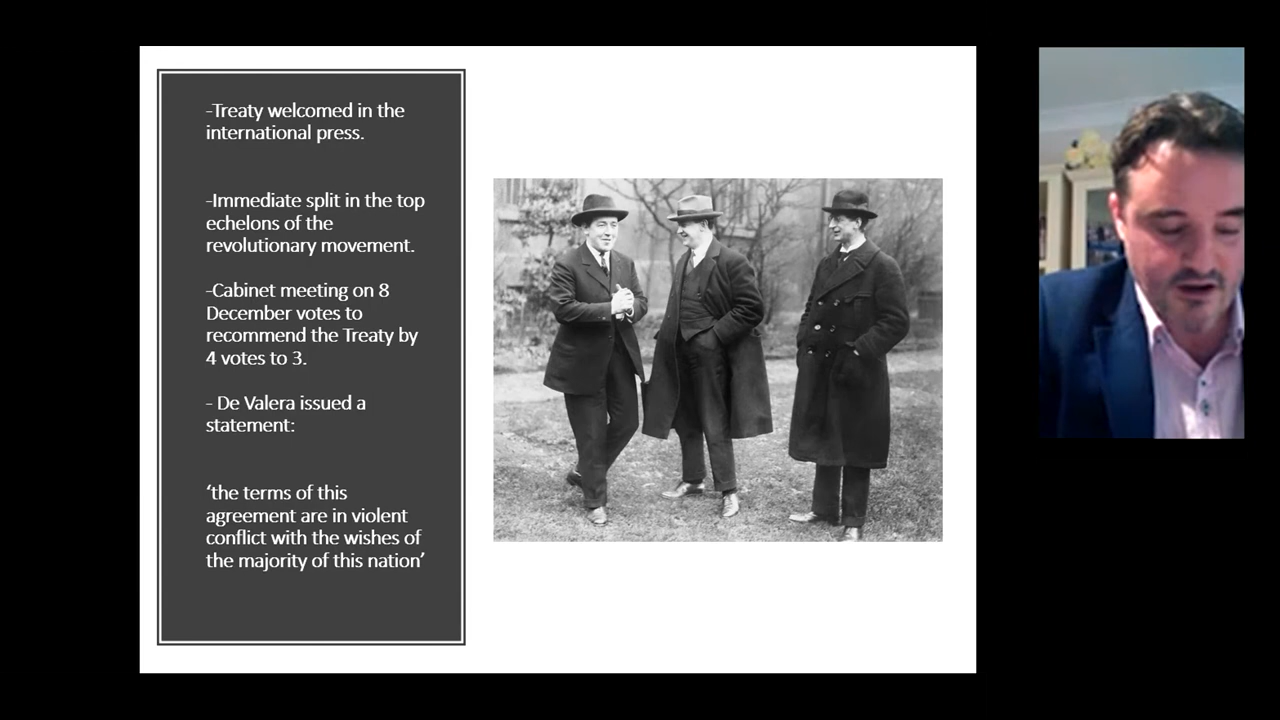 -Treaty welcomed in the
international press.
-Immediate split in the top
echelons of the
revolutionary movement.
-Cabinet meeting on 8
December votes to
recommend the Treaty by
4 votes to 3.
- De Valera issued a
statement:
‘the terms of this
agreement are in violent
conflict with the wishes of
the majority of this nation’